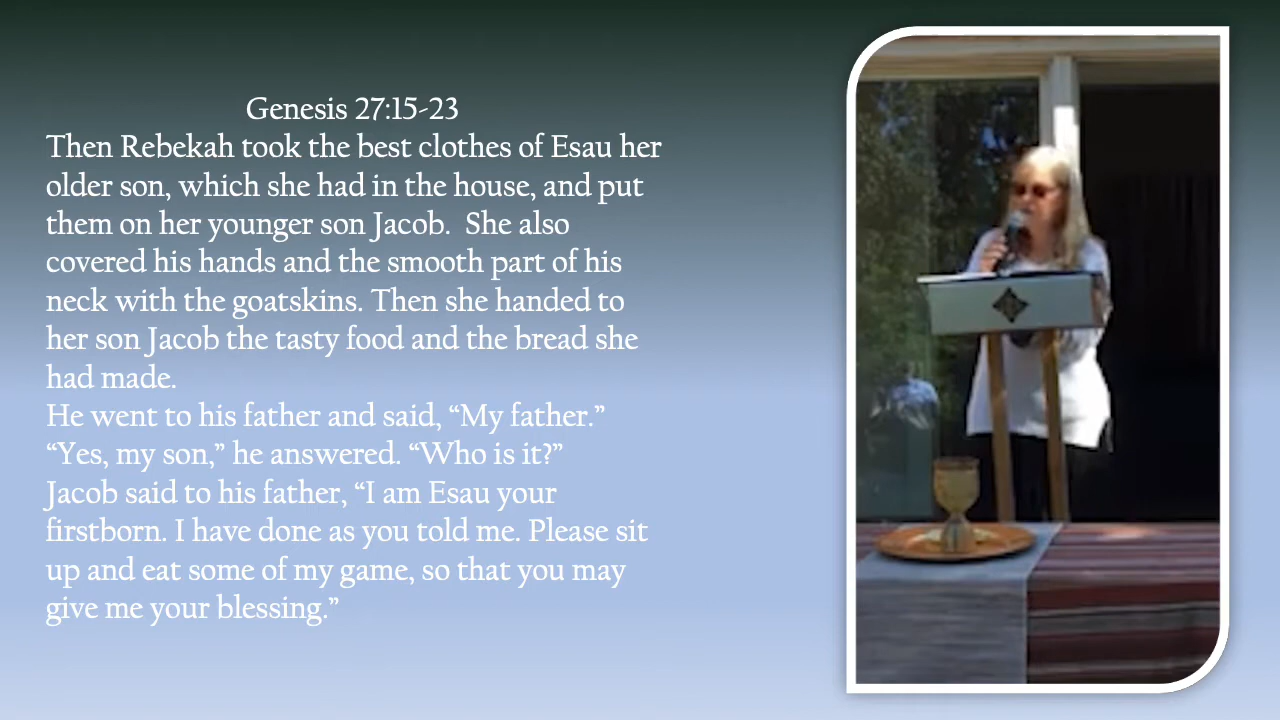 Genesis 27:15-23
Then Rebekah took the best clothes of Esau her
older son, which she had in the house, and put
them on her younger son Jacob.  She also
covered his hands and the smooth part of his
neck with the goatskins. Then she handed to
her son Jacob the tasty food and the bread she
had made.
He went to his father and said, “My father.”
“Yes, my son,” he answered. “Who is it?”
Jacob said to his father, “I am Esau your
firstborn. I have done as you told me. Please sit
up and eat some of my game, so that you may
give me your blessing.”